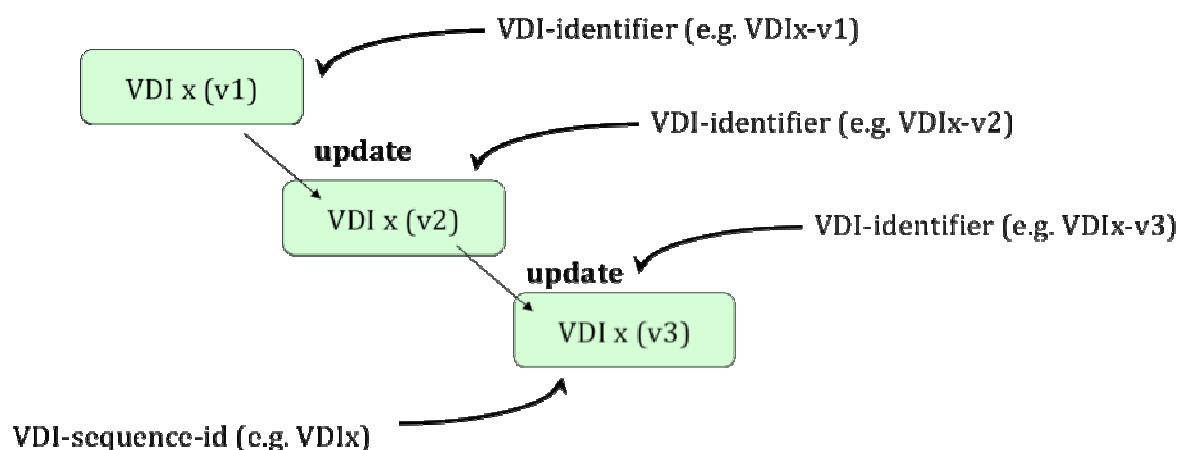 VDI-identifier (e.g. VDIx-v1)
VDI x (v1)
VDI-identifier (e.g. VDIx-v2)
update
VDI x (v2)
VDI-identifier (e.g. VDIx-v3)
update
VDI x (v3)
VDI-sequence-id (e.g. VDIx)